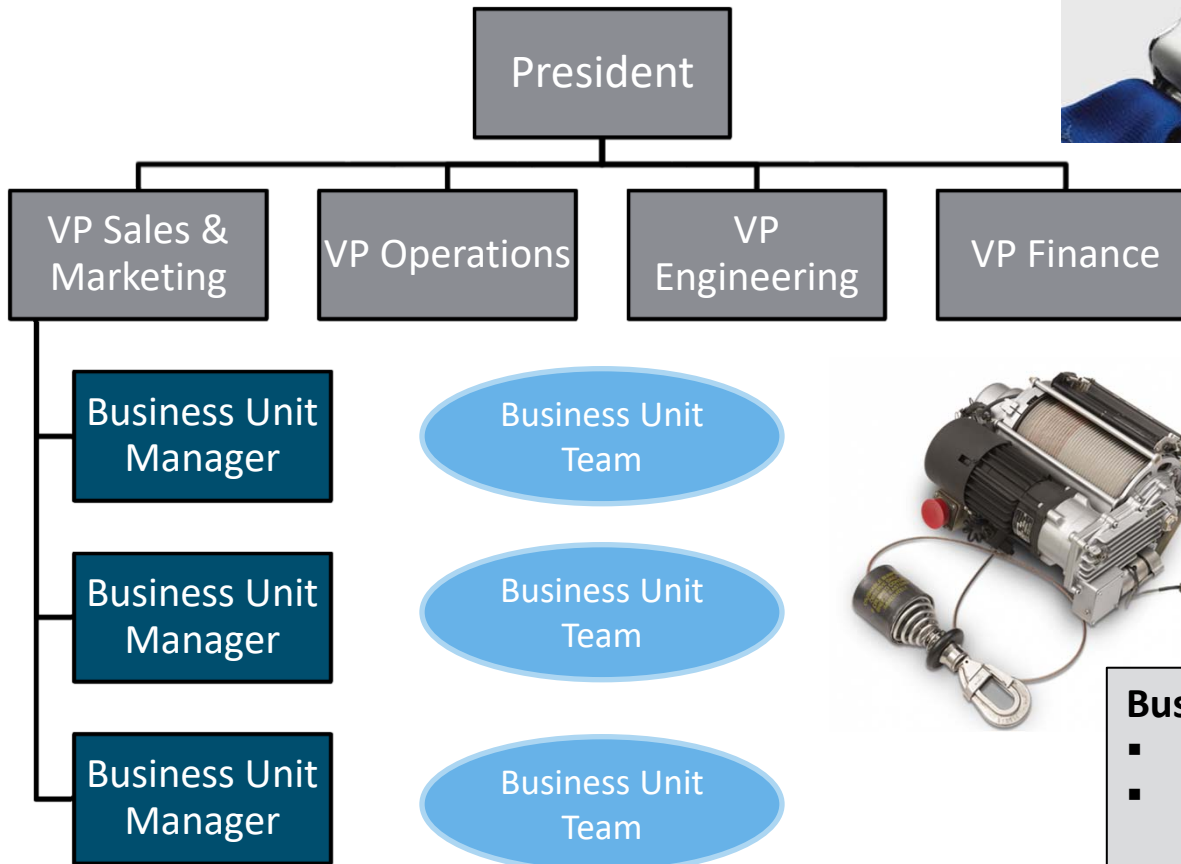 President
VP Sales &
Marketing
VP Operations
VP
Engineering
VP Finance
Business Unit
Manager
Business Unit
Team
Business Unit
Manager
Business Unit
Team
Business Unit
Manager
Business Unit
Team
Bus